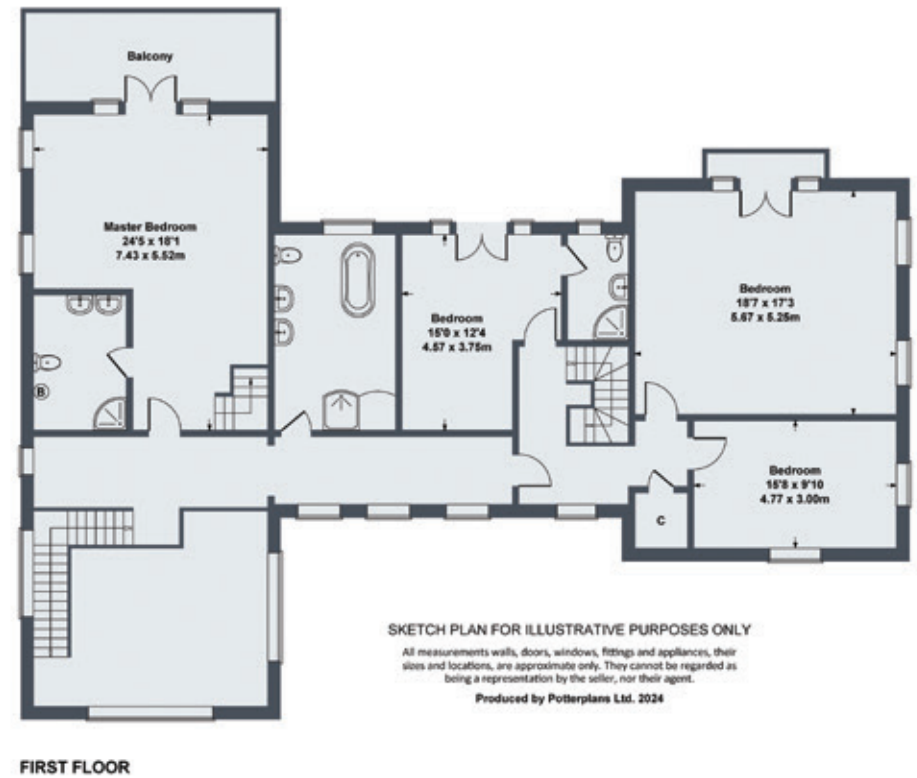 Balcony
Master Bedroom
24'5 x 18'1
7.43 x 5.52m
B
Bedroom
15'0 x 12'4
4.57 x 3.75m
Bedroom
18'7 x 17'3
5.67 x 5.25m
Bedroom
15'8 x 9'10
4.77 x 3.00m
C
SKETCH PLAN FOR ILLUSTRATIVE PURPOSES ONLY
All measurements walls, doors, windows, fittings and appliances, their
sizes and locations, are approximate only. They cannot be regarded as
being a representation by the seller, nor their agent.
Produced by Potterplans Ltd. 2024
FIRST FLOOR